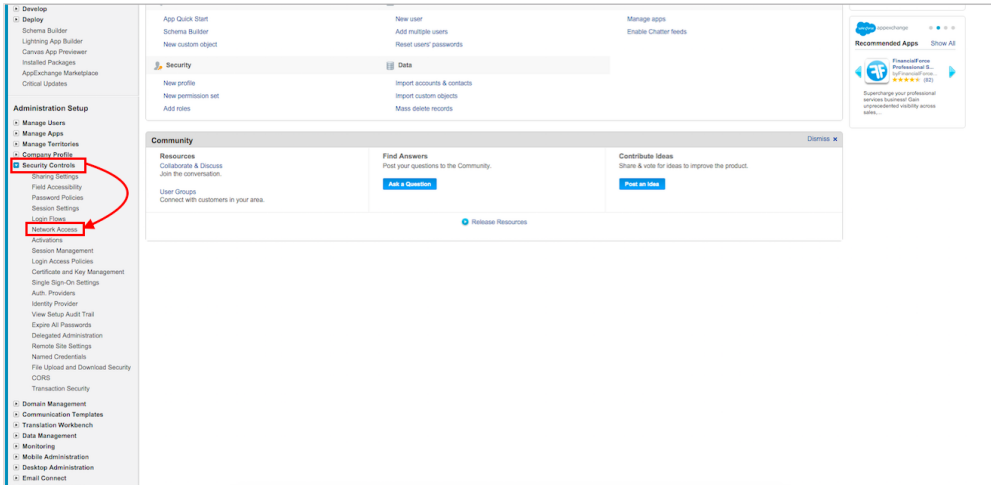 Develop
Deploy
Schema Builder
Lightning App Builder
Canvas App Previewer
Installed Packages
AppExchange Marketplace
Critical Updates
Administration Setup
Manage Users
Manage Apps
Manage Territories
Company Profile
Security Controls
Sharing Settings
Field Accessibility
Password Policies
Session Settings
Login Flows
Network Access
Activations
Session Management
Login Access Policies
Certificate and Key Management
Single Sign-On Settings
Auth. Providers
Identity Provider
View Setup Audit Trail
Expire All Passwords
Delegated Administration
Remote Site Settings
Named Credentials
File Upload and Download Security
CORS
Transaction Security
Domain Management
Communication Templates
Translation Workbench
Data Management
Monitoring
Mobile Administration
Desktop Administration
Email Connect
App Quick Start
Schema Builder
New custom object
New user
Add multiple users
Reset users' passwords
Manage apps
Enable Chatter feeds
Security
New profile
New permission set
Add roles
Data
Import accounts & contacts
Import custom objects
Mass delete records
Community
Dismiss x
Resources
Collaborate & Discuss
Join the conversation.
User Groups
Connect with customers in your area.
Find Answers
Post your questions to the Community.
Ask a Question
Contribute Ideas
Share & vote for ideas to improve the product.
Post an Idea
Release Resources
appexchange
Recommended Apps Show All
FinancialForce
Professional S...
byFinancialForce...
(82)
Supercharge your professional
services business! Gain
unprecedented visibility across
sales,...